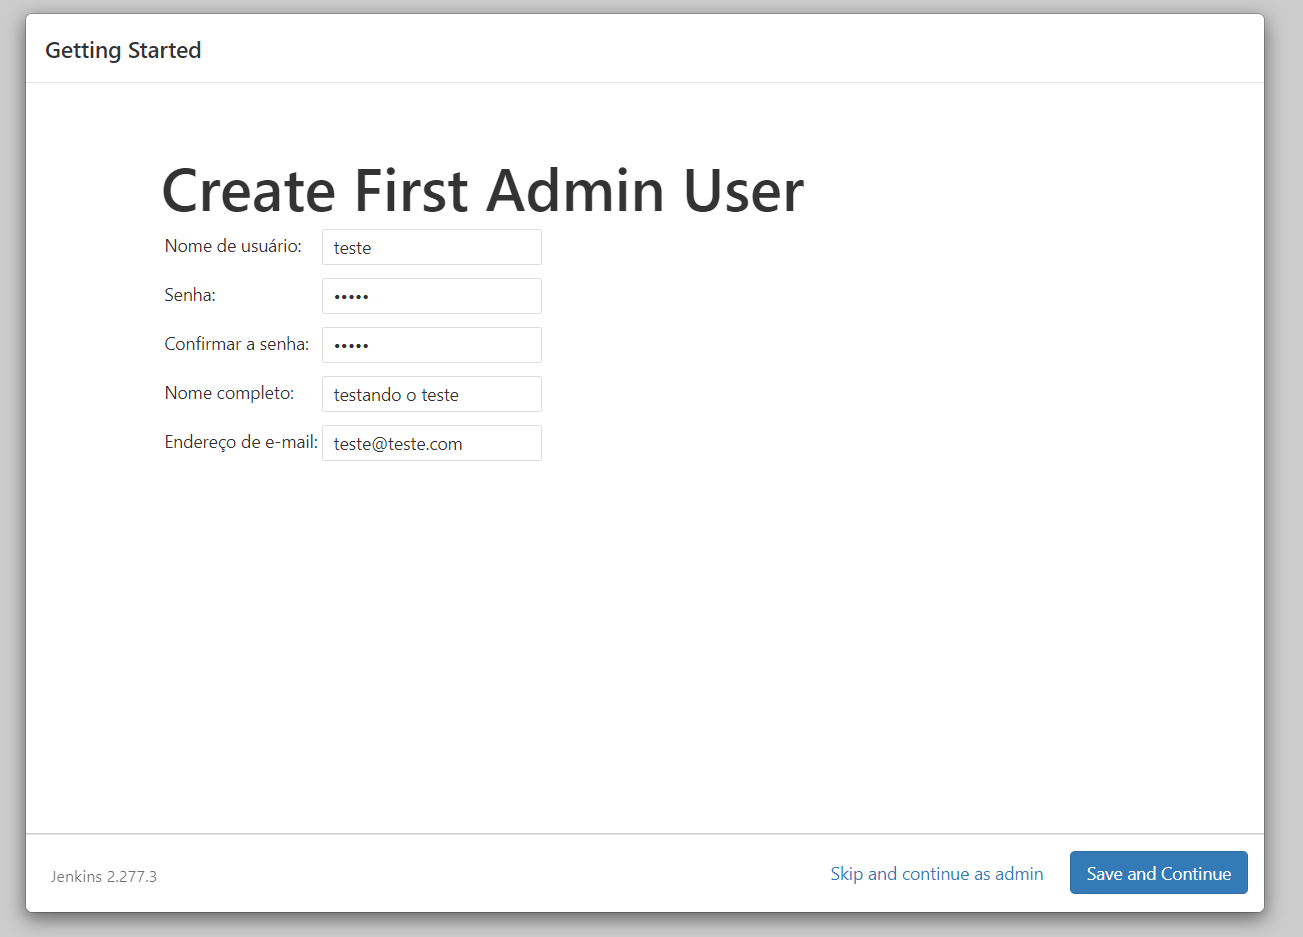 Getting Started
Create First Admin User
Nome de usuário: teste
Senha: •••••
Confirmar a senha: •••••
Nome completo: testando o teste
Endereço de e-mail: teste@teste.com
Jenkins 2.277.3 Skip and continue as admin Save and Continue